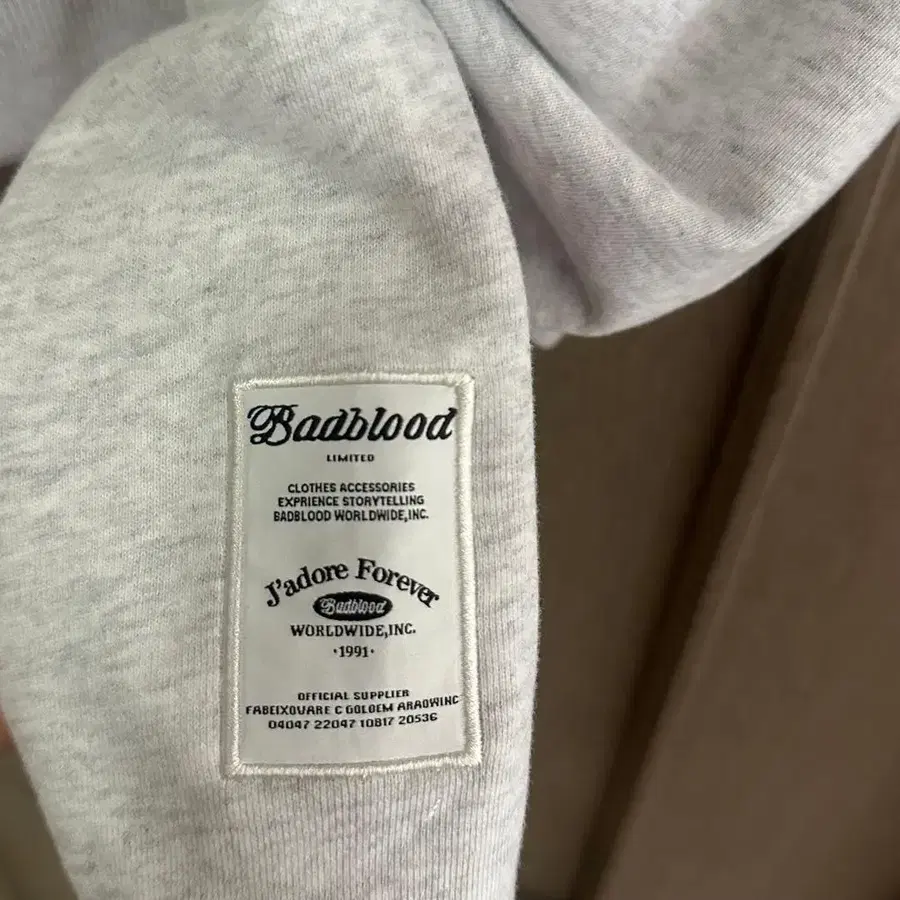 Badblood
LIMITED
CLOTHES ACCESSORIES
EXPRIENCE STORYTELLING
BADBLOOD WORLDWIDE,INC.
J'adore Forever
Badblood
WORLDWIDE,INC.
·1991·
OFFICIAL SUPPLIER
FABEIXOVARE C GOLOEM ARAOWINC
04047 22047 10817 20536